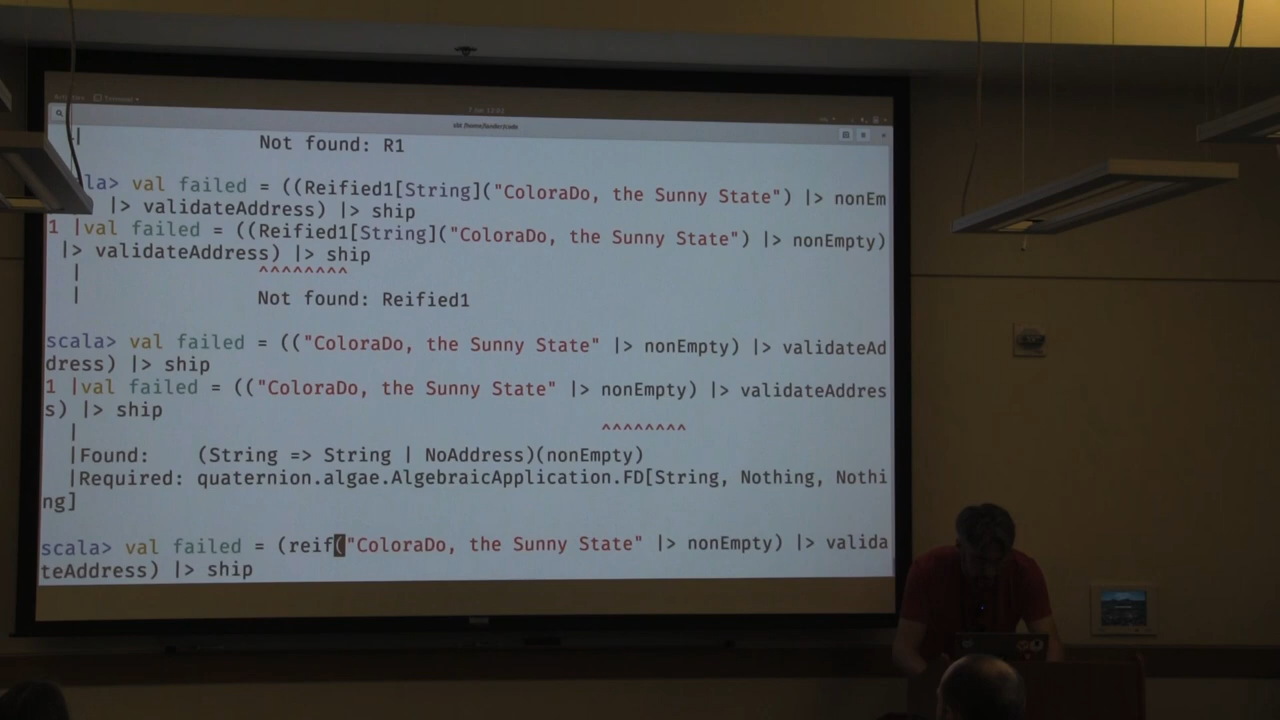 Terminal
|            Not found: R1
la> val failed = ((Reified1[String]("ColoraDo, the Sunny State") |> nonEm
|> validateAddress) |> ship
1 |val failed = ((Reified1[String]("ColoraDo, the Sunny State") |> nonEmpty)
|> validateAddress) |> ship
|            ^^^^^^^^
|            Not found: Reified1
scala> val failed = (("ColoraDo, the Sunny State" |> nonEmpty) |> validateAd
dress) |> ship
1 |val failed = (("ColoraDo, the Sunny State" |> nonEmpty) |> validateAddres
s) |> ship
|                                            ^^^^^^^^
|Found:    (String => String | NoAddress)(nonEmpty)
|Required: quaternion.algae.AlgebraicApplication.FD[String, Nothing, Nothi
ng]
scala> val failed = (reif("ColoraDo, the Sunny State" |> nonEmpty) |> valida
teAddress) |> ship